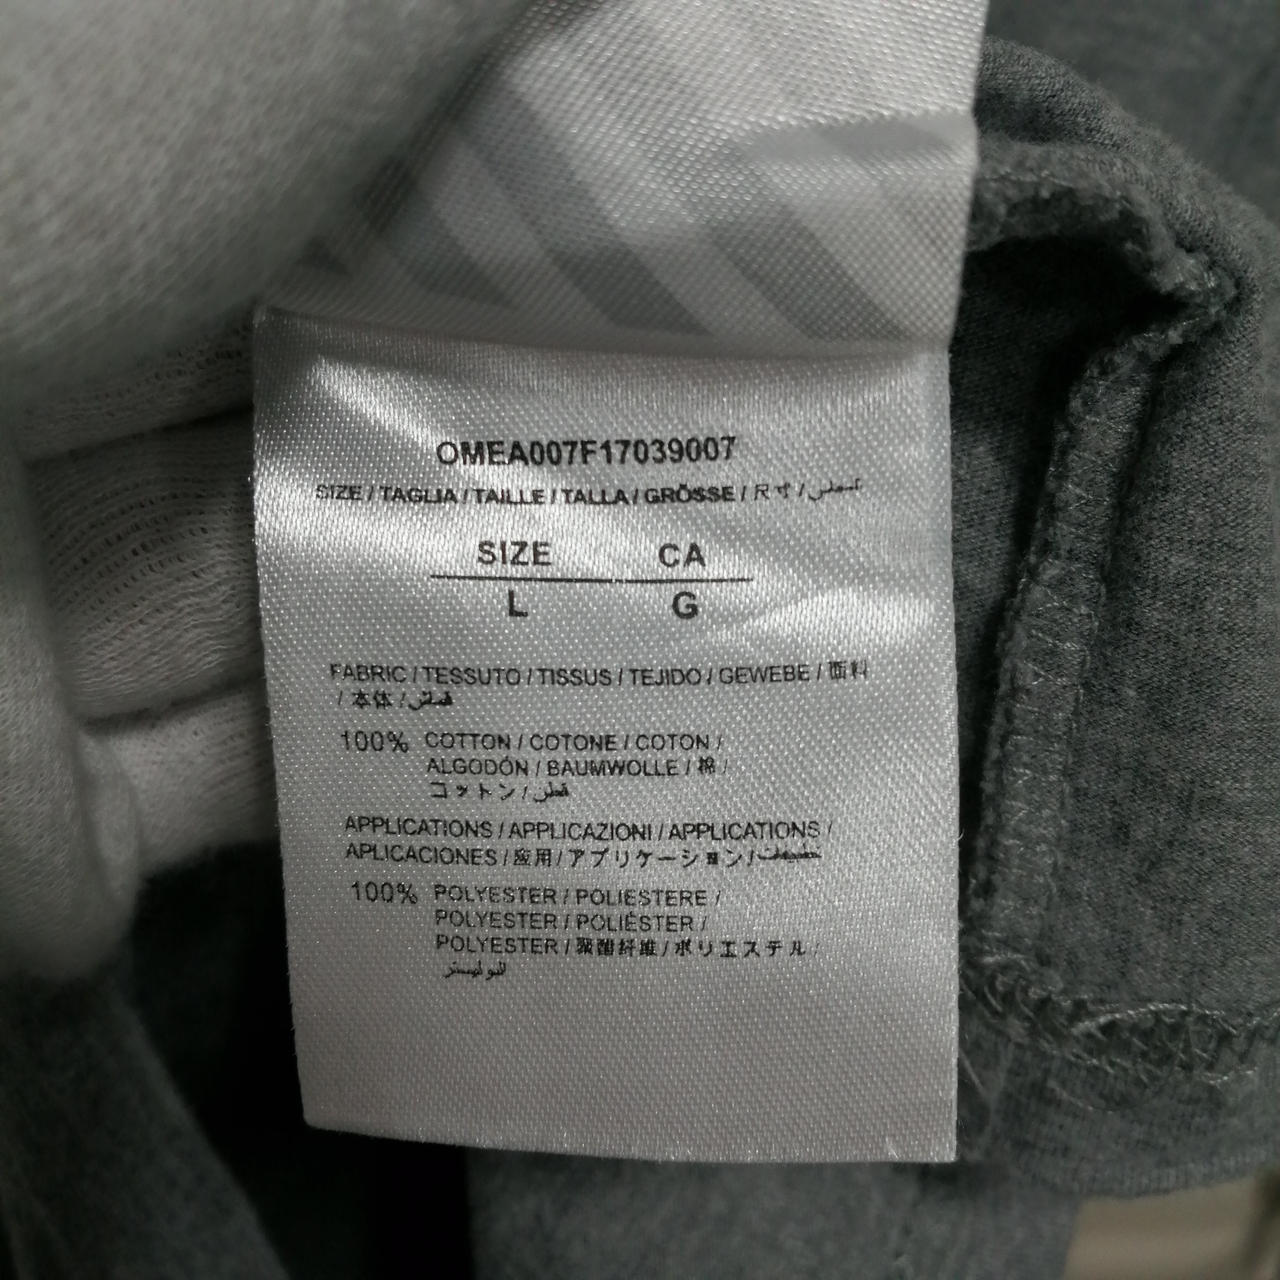 OMEA007F17039007
SIZE / TAGLIA / TAILLE / TALLA / GRÖSSE / 尺寸 /
SIZE CA
L G
FABRIC / TESSUTO / TISSUS / TEJIDO / GEWEBE / 面料
/ 本体 / قماش
100% COTTON / COTONE / COTON /
ALGODÓN / BAUMWOLLE / 棉 /
コットン / قطن
APPLICATIONS / APPLICAZIONI / APPLICATIONS /
APLICACIONES / 应用 / アプリケーション /
100% POLYESTER / POLIESTERE /
POLYESTER / POLIÉSTER /
POLYESTER / 聚酯纤维 / ポリエステル /
البوليستر